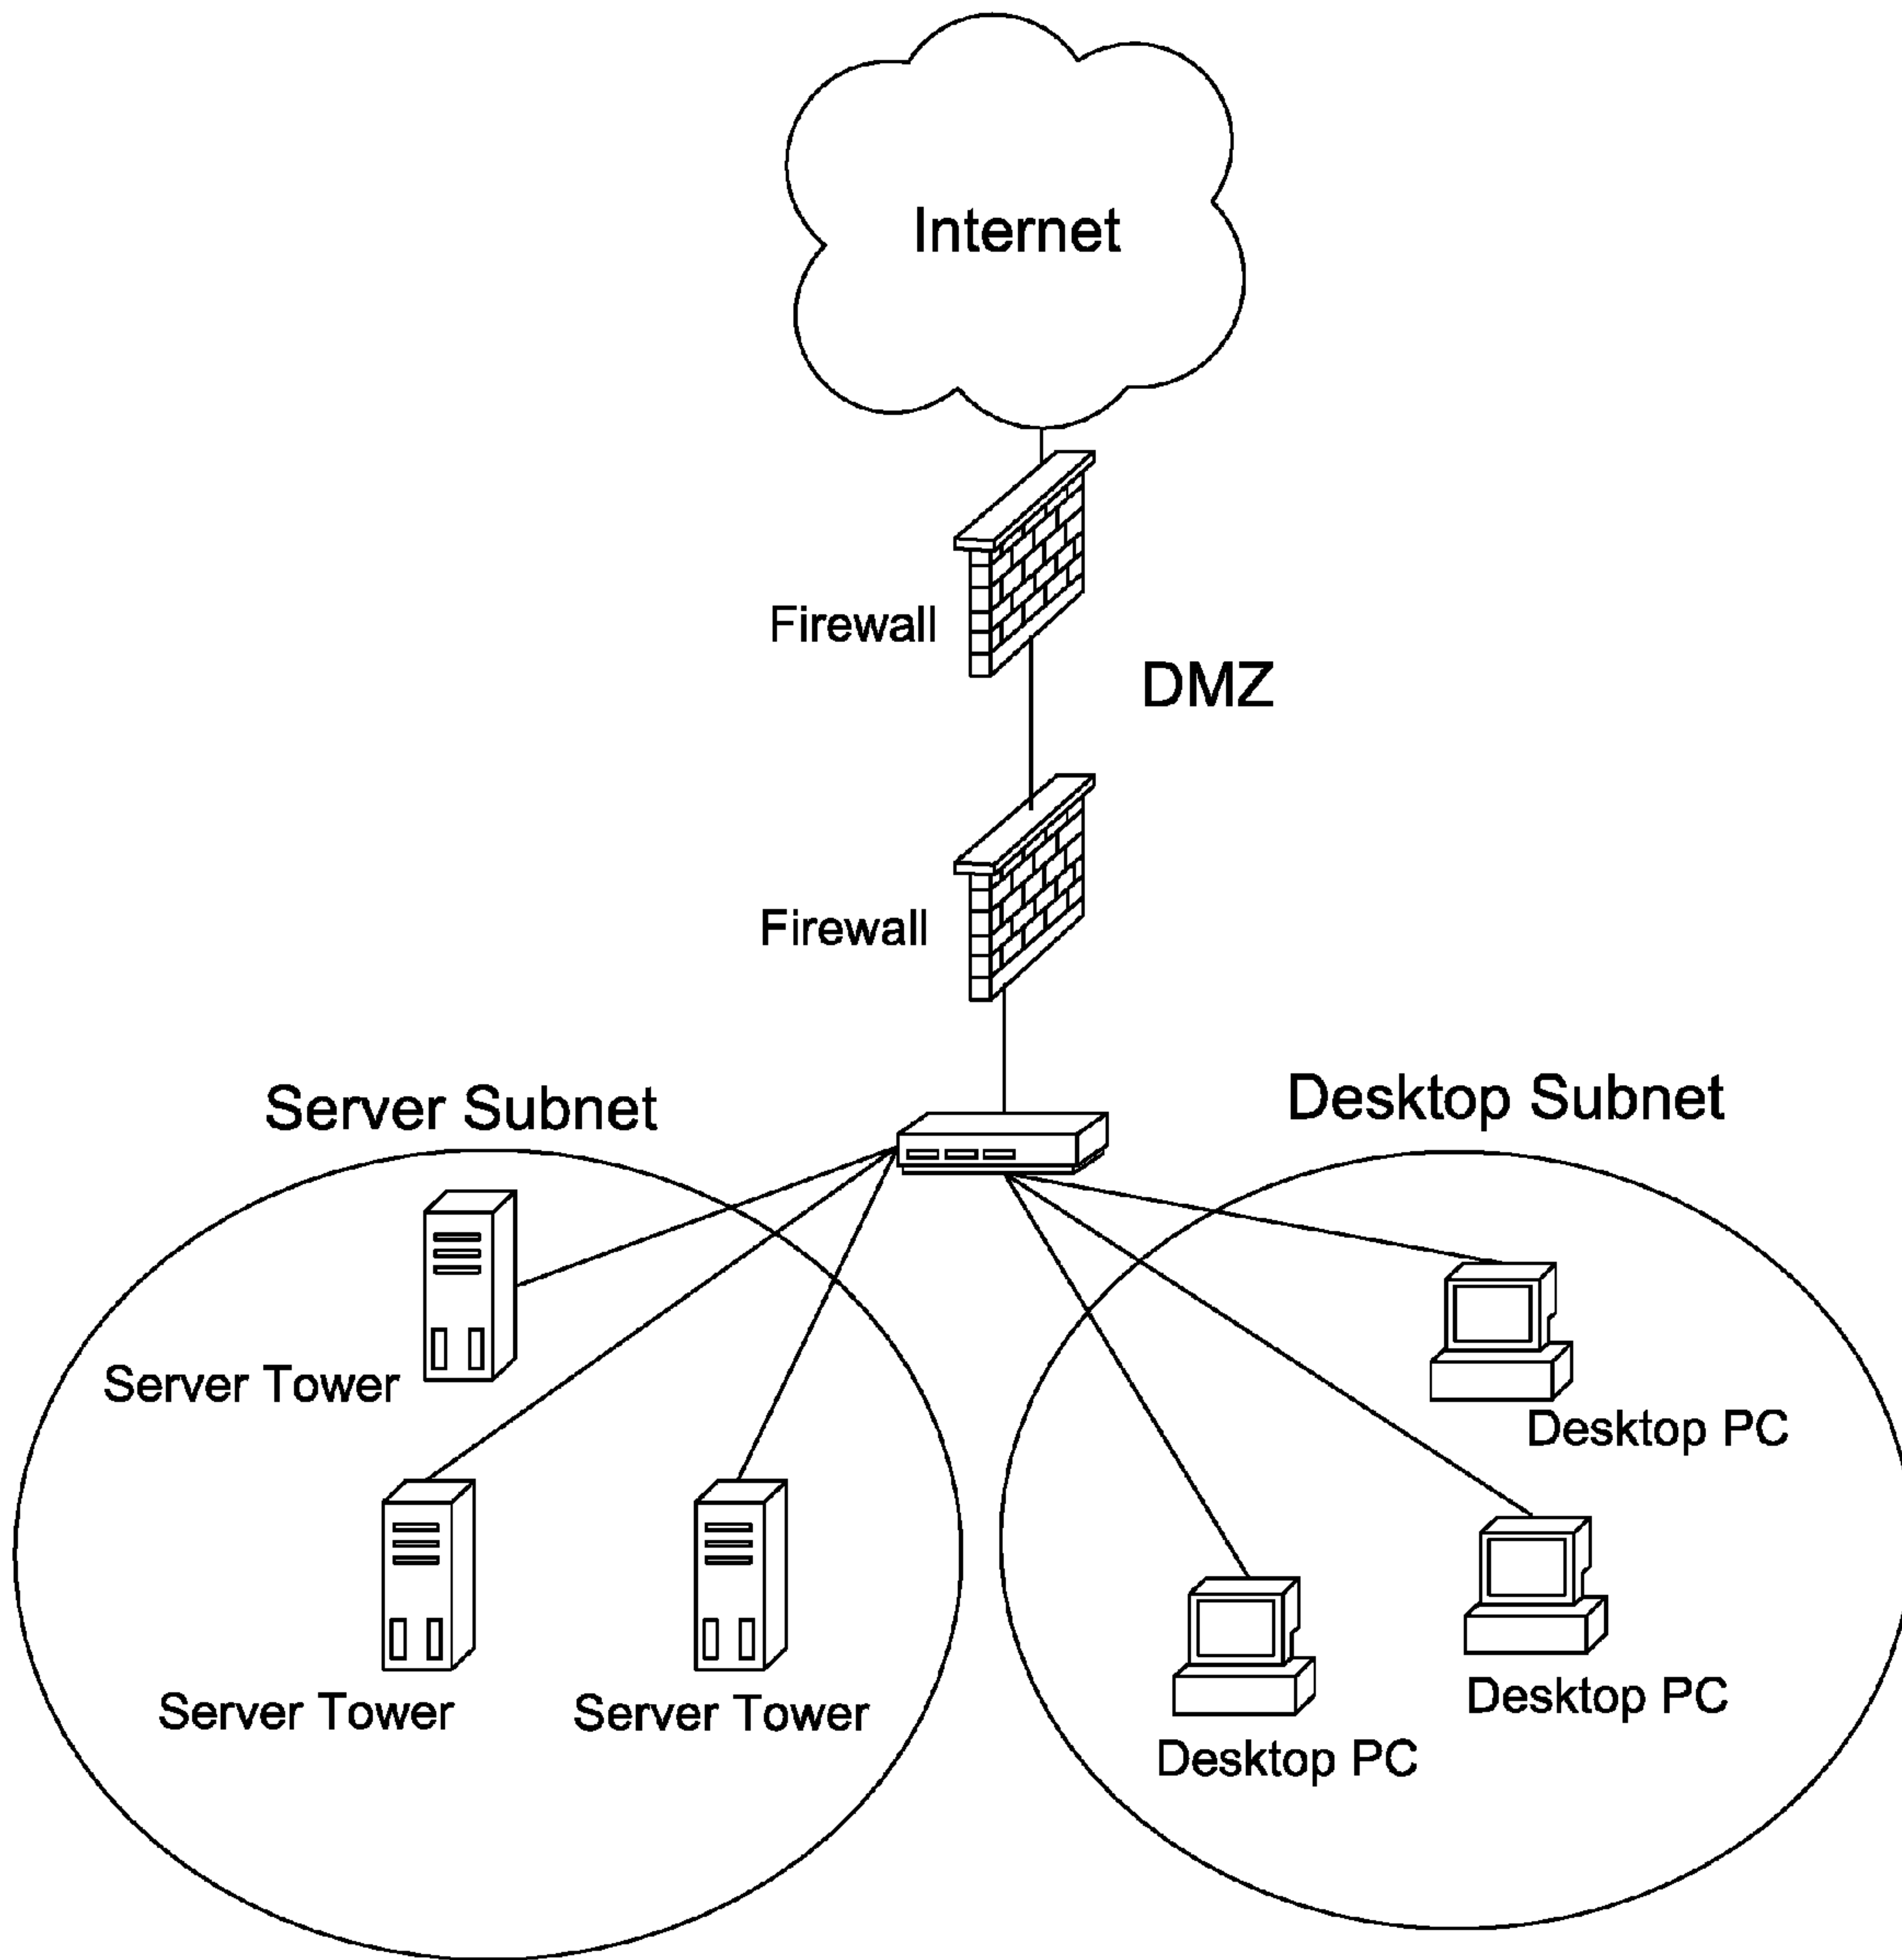 Internet
Firewall
DMZ
Firewall
Server Subnet
Desktop Subnet
Server Tower
Desktop PC
Server Tower
Server Tower
Desktop PC
Desktop PC